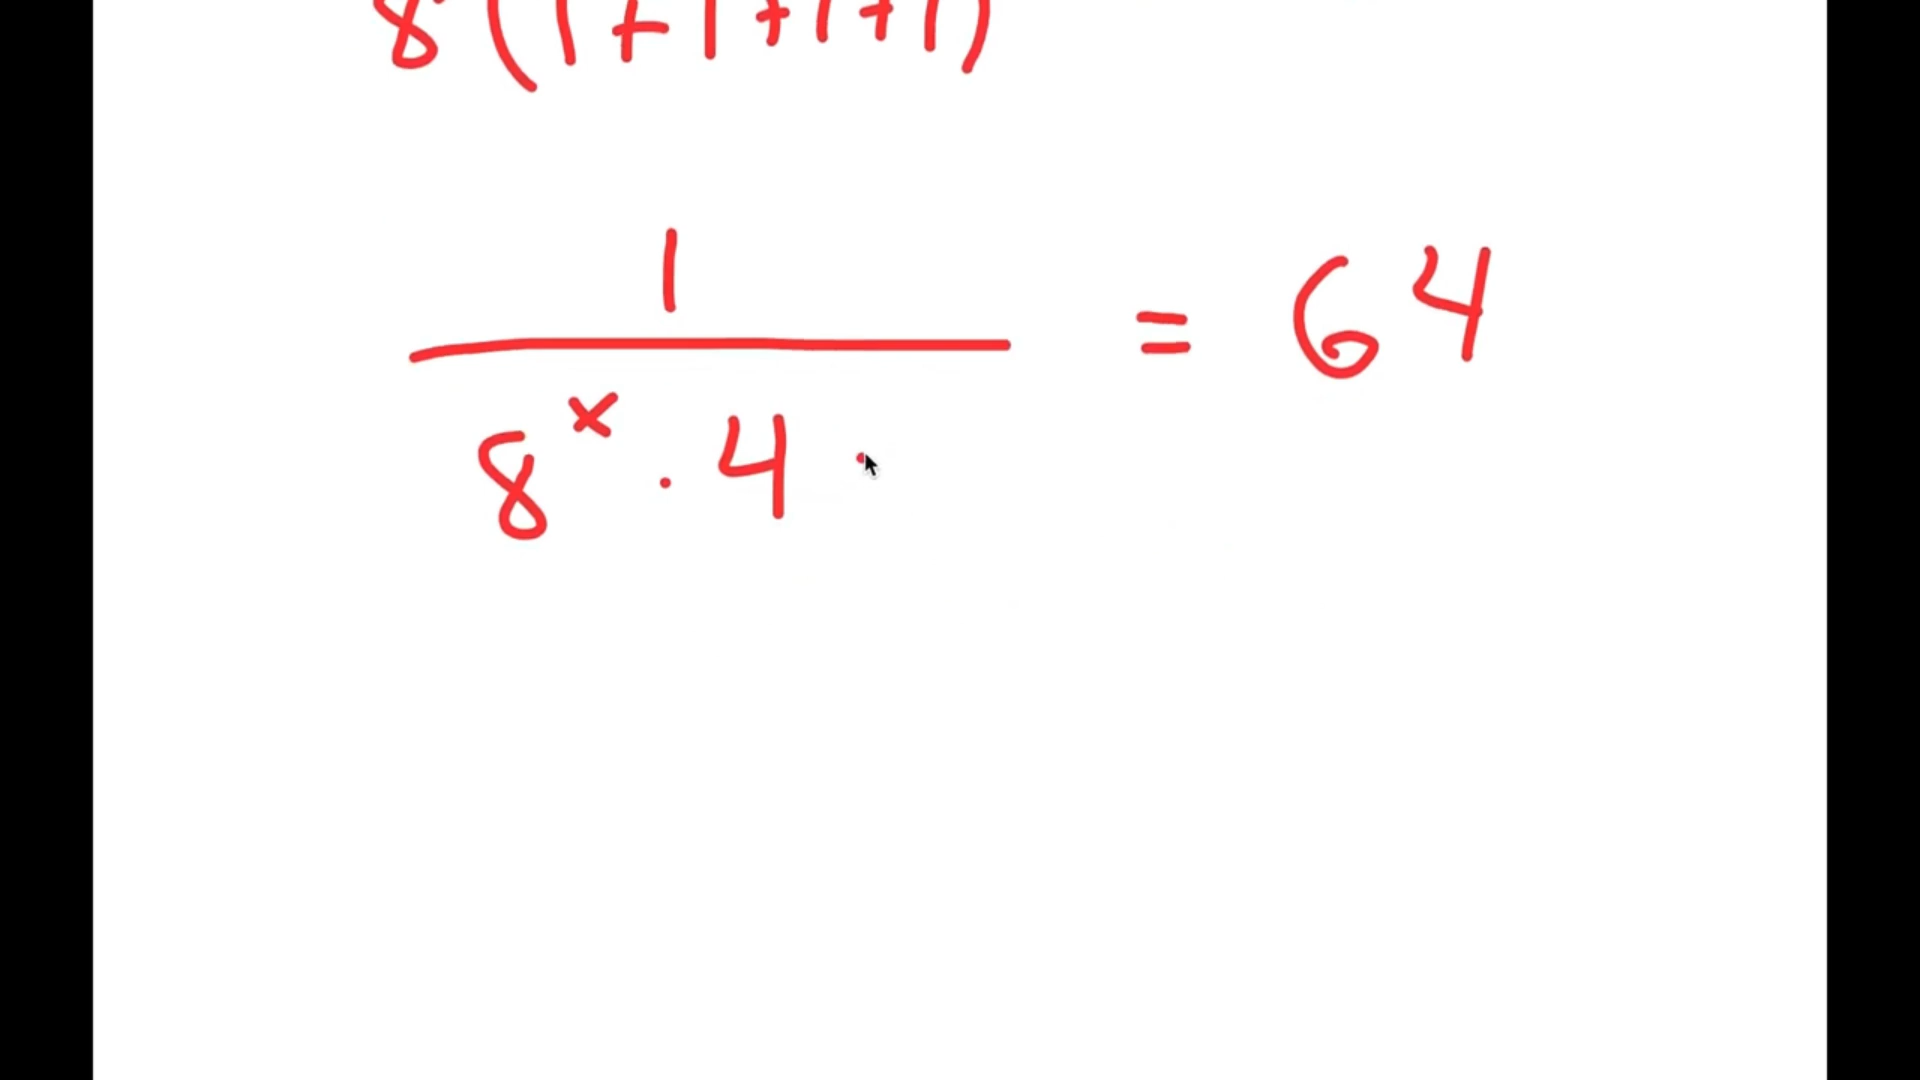 8 (1+1+1+1)
1
= 64
8ˣ · 4 ·